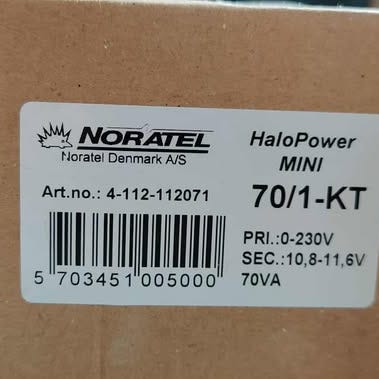 NORATEL
Noratel Denmark A/S
HaloPower
MINI
Art.no.: 4-112-112071
70/1-KT
PRI.:0-230V
SEC.:10,8-11,6V
70VA
5 703451 005000